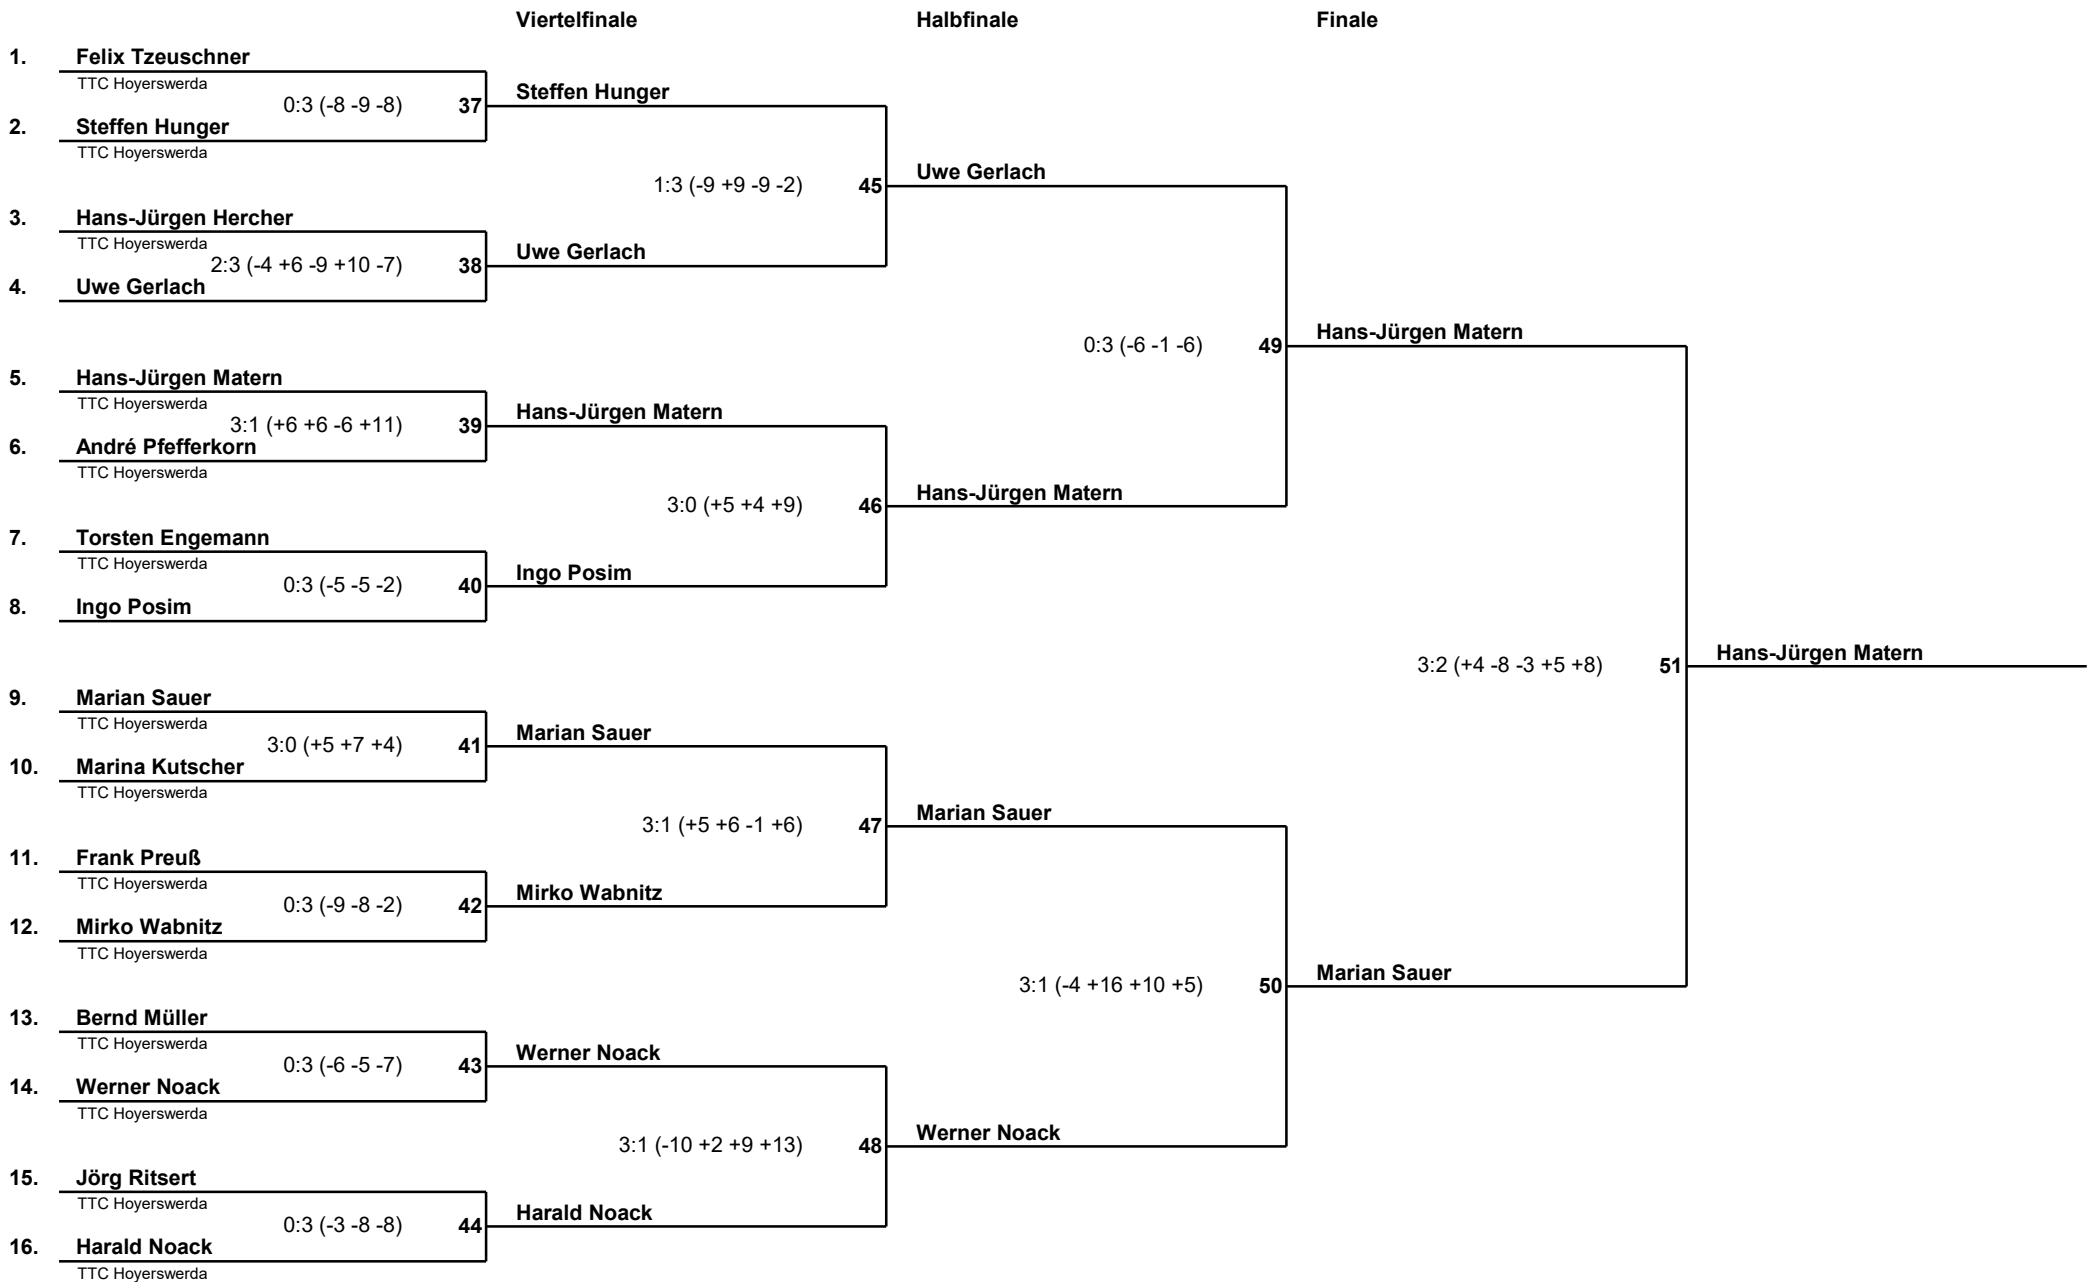 Viertelfinale Halbfinale Finale
1. Felix Tzeuschner
TTC Hoyerswerda
0:3 (-8 -9 -8) 37
Steffen Hunger
2. Steffen Hunger
TTC Hoyerswerda
1:3 (-9 +9 -9 -2) 45
Uwe Gerlach
3. Hans-Jürgen Hercher
TTC Hoyerswerda
2:3 (-4 +6 -9 +10 -7) 38
Uwe Gerlach
4. Uwe Gerlach
0:3 (-6 -1 -6) 49
Hans-Jürgen Matern
5. Hans-Jürgen Matern
TTC Hoyerswerda
3:1 (+6 +6 -6 +11) 39
Hans-Jürgen Matern
6. André Pfefferkorn
TTC Hoyerswerda
3:0 (+5 +4 +9) 46
Hans-Jürgen Matern
7. Torsten Engemann
TTC Hoyerswerda
0:3 (-5 -5 -2) 40
Ingo Posim
8. Ingo Posim
3:2 (+4 -8 -3 +5 +8) 51
Hans-Jürgen Matern
9. Marian Sauer
TTC Hoyerswerda
3:0 (+5 +7 +4) 41
Marian Sauer
10. Marina Kutscher
TTC Hoyerswerda
3:1 (+5 +6 -1 +6) 47
Marian Sauer
11. Frank Preuß
TTC Hoyerswerda
0:3 (-9 -8 -2) 42
Mirko Wabnitz
12. Mirko Wabnitz
TTC Hoyerswerda
3:1 (-4 +16 +10 +5) 50
Marian Sauer
13. Bernd Müller
TTC Hoyerswerda
0:3 (-6 -5 -7) 43
Werner Noack
14. Werner Noack
TTC Hoyerswerda
3:1 (-10 +2 +9 +13) 48
Werner Noack
15. Jörg Ritsert
TTC Hoyerswerda
0:3 (-3 -8 -8) 44
Harald Noack
16. Harald Noack
TTC Hoyerswerda